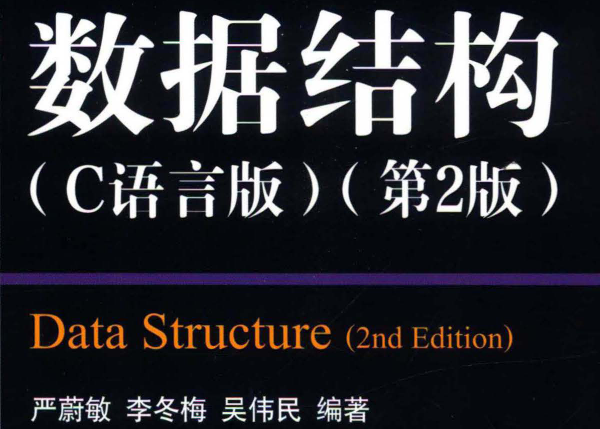 数据结构
（C语言版）（第2版）
Data Structure (2nd Edition)
严蔚敏 李冬梅 吴伟民 编著